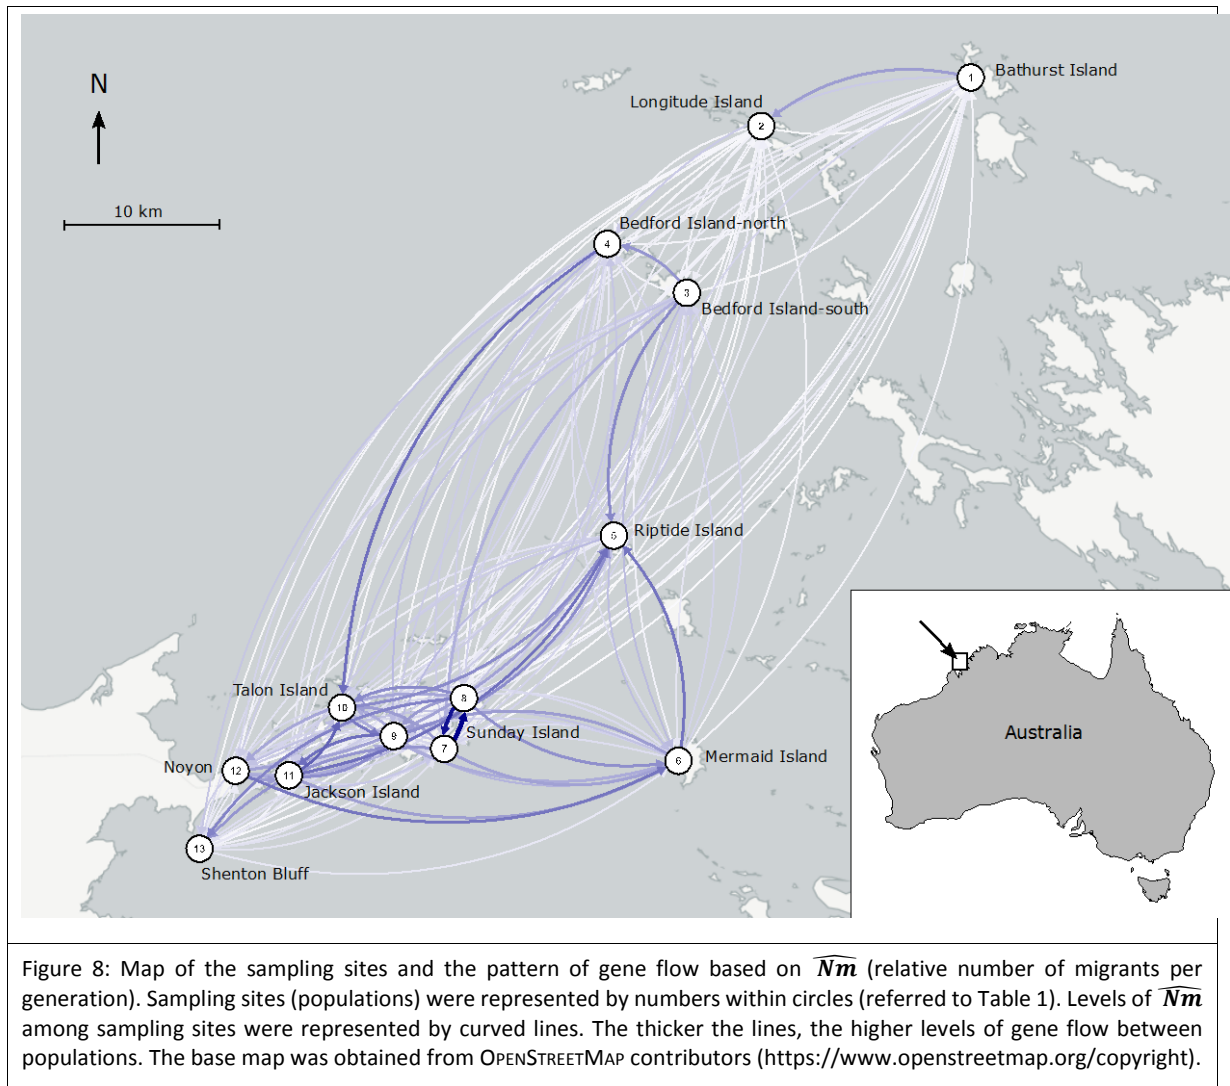 N
10 km
1
Bathurst Island
Longitude Island
2
Bedford Island-north
4
3
Bedford Island-south
5
Riptide Island
Talon Island
10
8
9
7
Sunday Island
Noyon
12
11
Jackson Island
6
Mermaid Island
13
Shenton Bluff
Australia
Figure 8: Map of the sampling sites and the pattern of gene flow based on N̂m (relative number of migrants per
generation). Sampling sites (populations) were represented by numbers within circles (referred to Table 1). Levels of N̂m
among sampling sites were represented by curved lines. The thicker the lines, the higher levels of gene flow between
populations. The base map was obtained from OPENSTREETMAP contributors (https://www.openstreetmap.org/copyright).